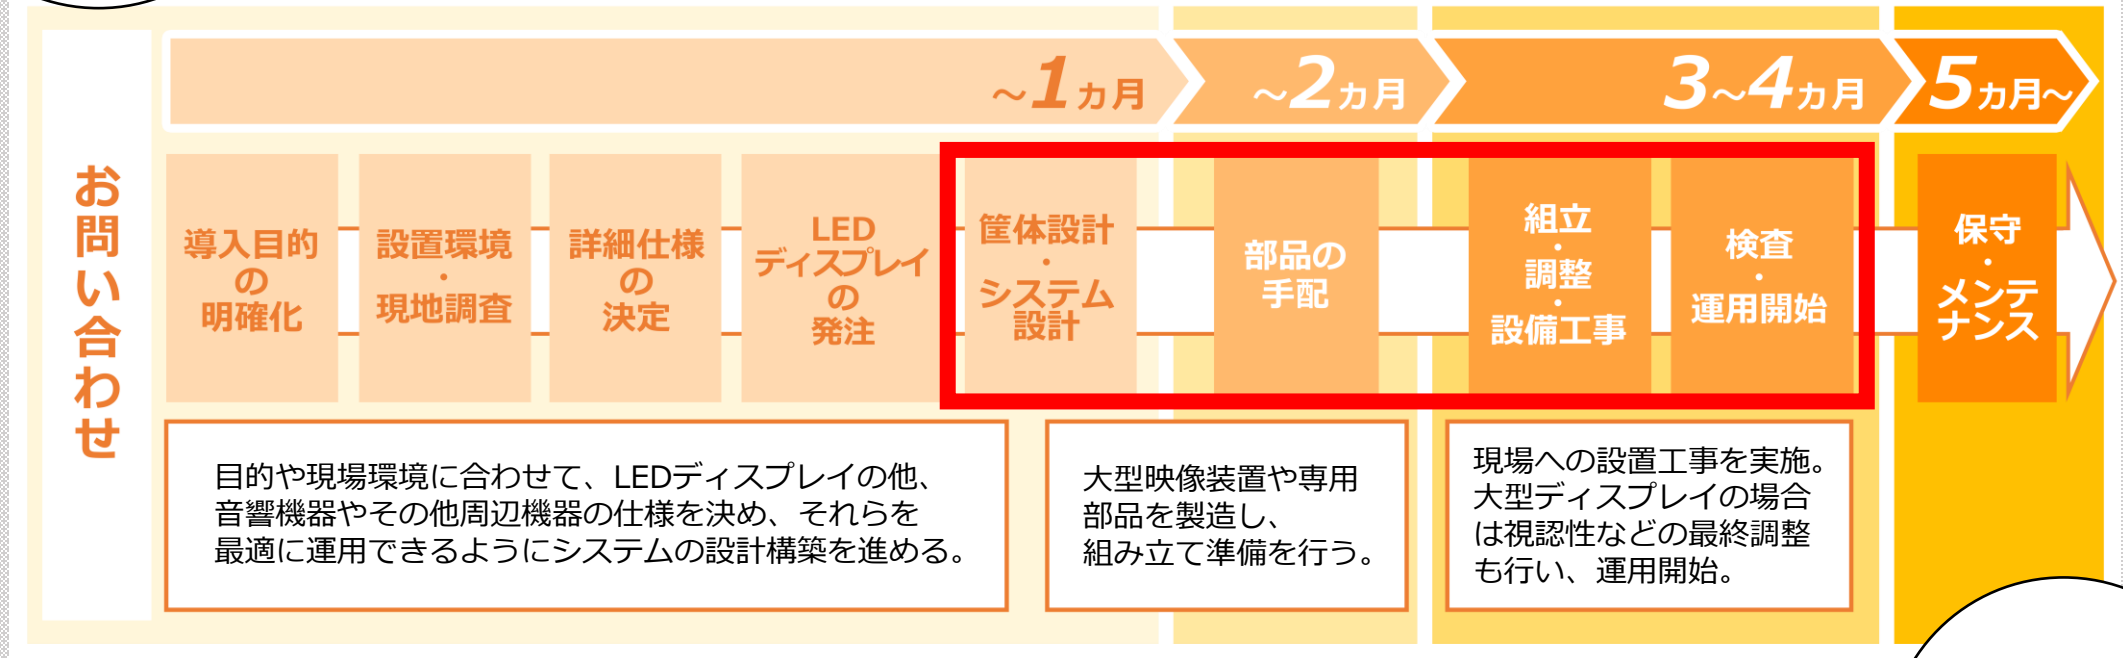 お問い合わせ
～1カ月
～2カ月
3～4カ月
5カ月～
導入目的
の
明確化
設置環境
・
現地調査
詳細仕様
の
決定
LED
ディスプレイ
の
発注
筐体設計
・
システム
設計
部品の
手配
組立
・
調整
・
設備工事
検査
・
運用開始
保守
・
メンテ
ナンス
目的や現場環境に合わせて、LEDディスプレイの他、
音響機器やその他周辺機器の仕様を決め、それらを
最適に運用できるようにシステムの設計構築を進める。
大型映像装置や専用
部品を製造し、
組み立て準備を行う。
現場への設置工事を実施。
大型ディスプレイの場合
は視認性などの最終調整
も行い、運用開始。